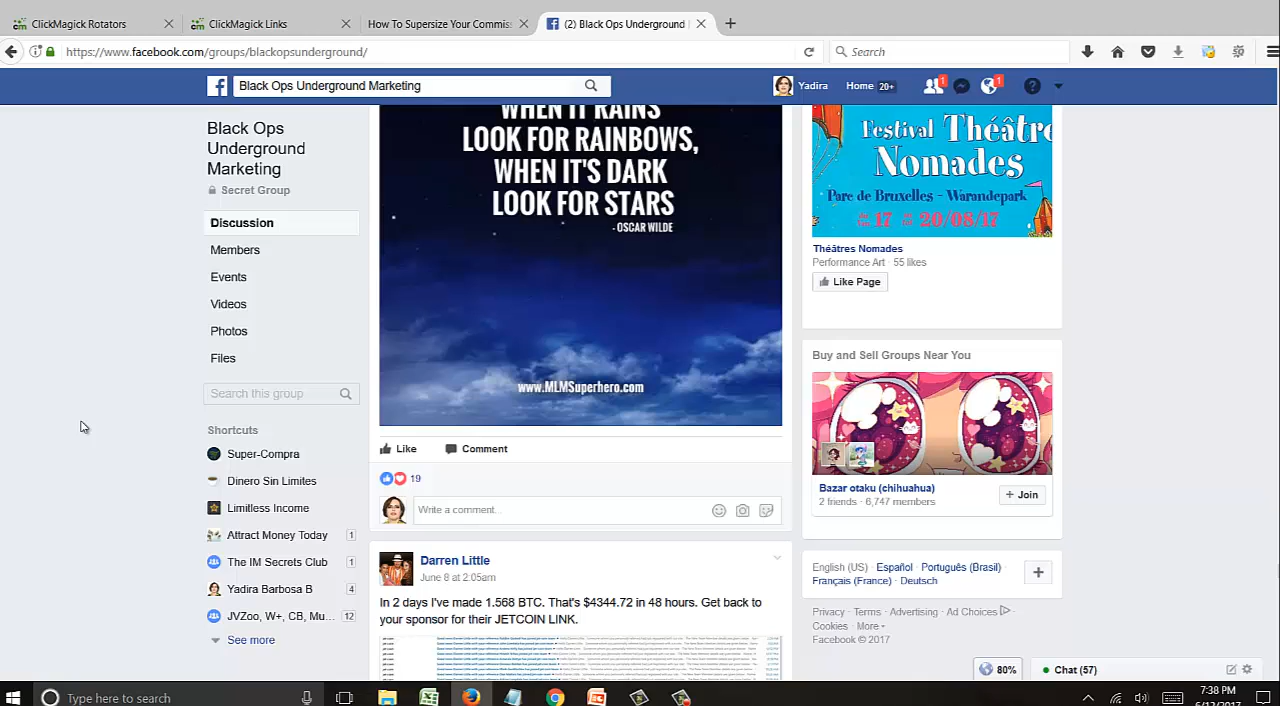 ClickMagick Rotators
ClickMagick Links
How To Supersize Your Commiss
(2) Black Ops Underground
https://www.facebook.com/groups/blackopsunderground/
Search
Black Ops Underground Marketing
Yadira
Home 20+
1
1
Black Ops
Underground
Marketing
Secret Group
Discussion
Members
Events
Videos
Photos
Files
Search this group
Shortcuts
Super-Compra
Dinero Sin Limites
Limitless Income
Attract Money Today 1
The IM Secrets Club 1
Yadira Barbosa B 4
JVZoo, W+, CB, Mu... 12
See more
WHEN IT RAINS
LOOK FOR RAINBOWS,
WHEN IT'S DARK
LOOK FOR STARS
- OSCAR WILDE
www.MLMSuperhero.com
Like Comment
19
Write a comment...
Darren Little
June 8 at 2:05am
In 2 days I've made 1.568 BTC. That's $4344.72 in 48 hours. Get back to
your sponsor for their JETCOIN LINK.
Festival Théâtre
Nomades
Parc de Bruxelles - Warandepark
17 20/08/17
Théâtres Nomades
Performance Art · 55 likes
Like Page
Buy and Sell Groups Near You
Bazar otaku (chihuahua)
2 friends · 6,747 members
+ Join
English (US) · Español · Português (Brasil) ·
Français (France) · Deutsch
Privacy · Terms · Advertising · Ad Choices ·
Cookies · More
Facebook © 2017
80%
Chat (57)
Type here to search
7:38 PM